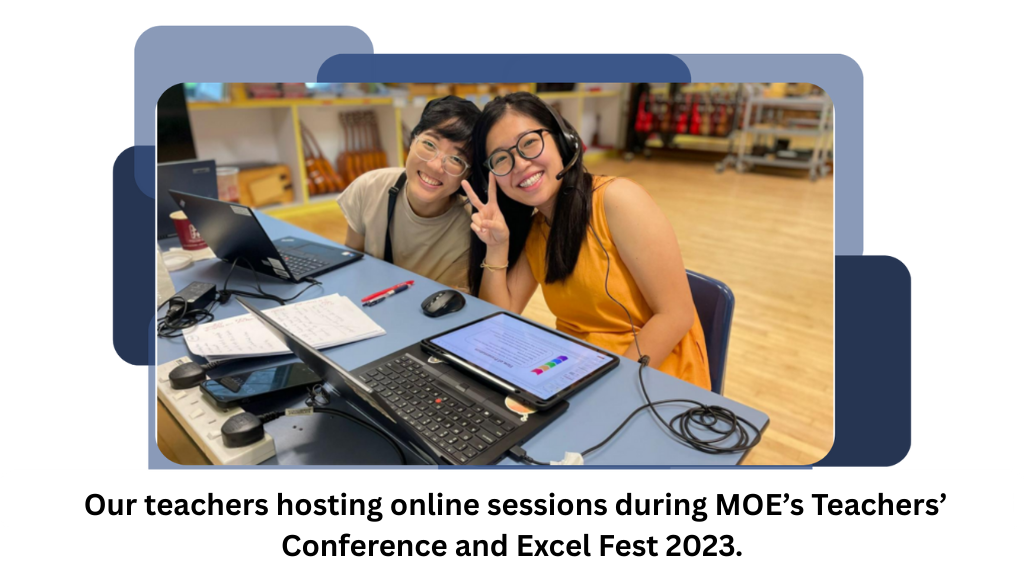 Our teachers hosting online sessions during MOE’s Teachers’
Conference and Excel Fest 2023.